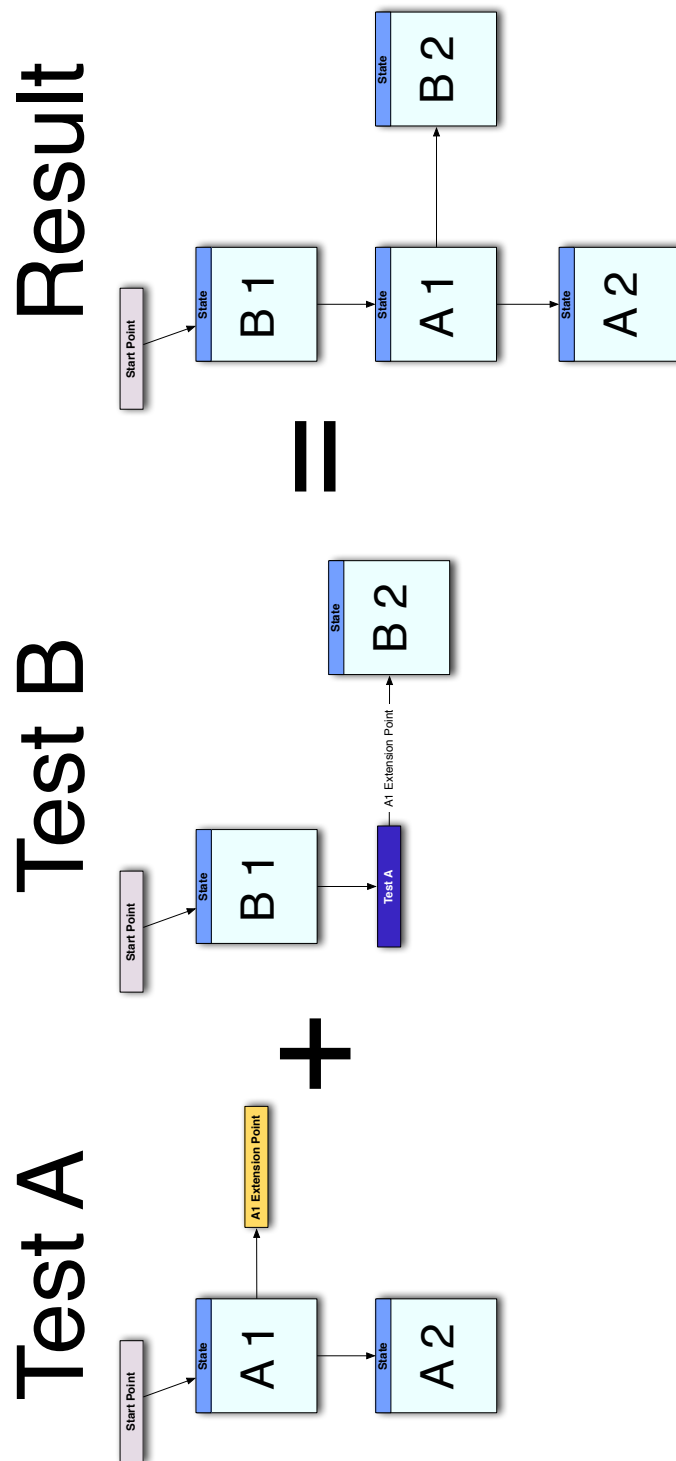 Test A
Start Point
State
A 1
A1 Extension Point
State
A 2
+
Test B
Start Point
State
B 1
Test A
A1 Extension Point
State
B 2
=
Result
Start Point
State
B 1
State
A 1
State
B 2
State
A 2